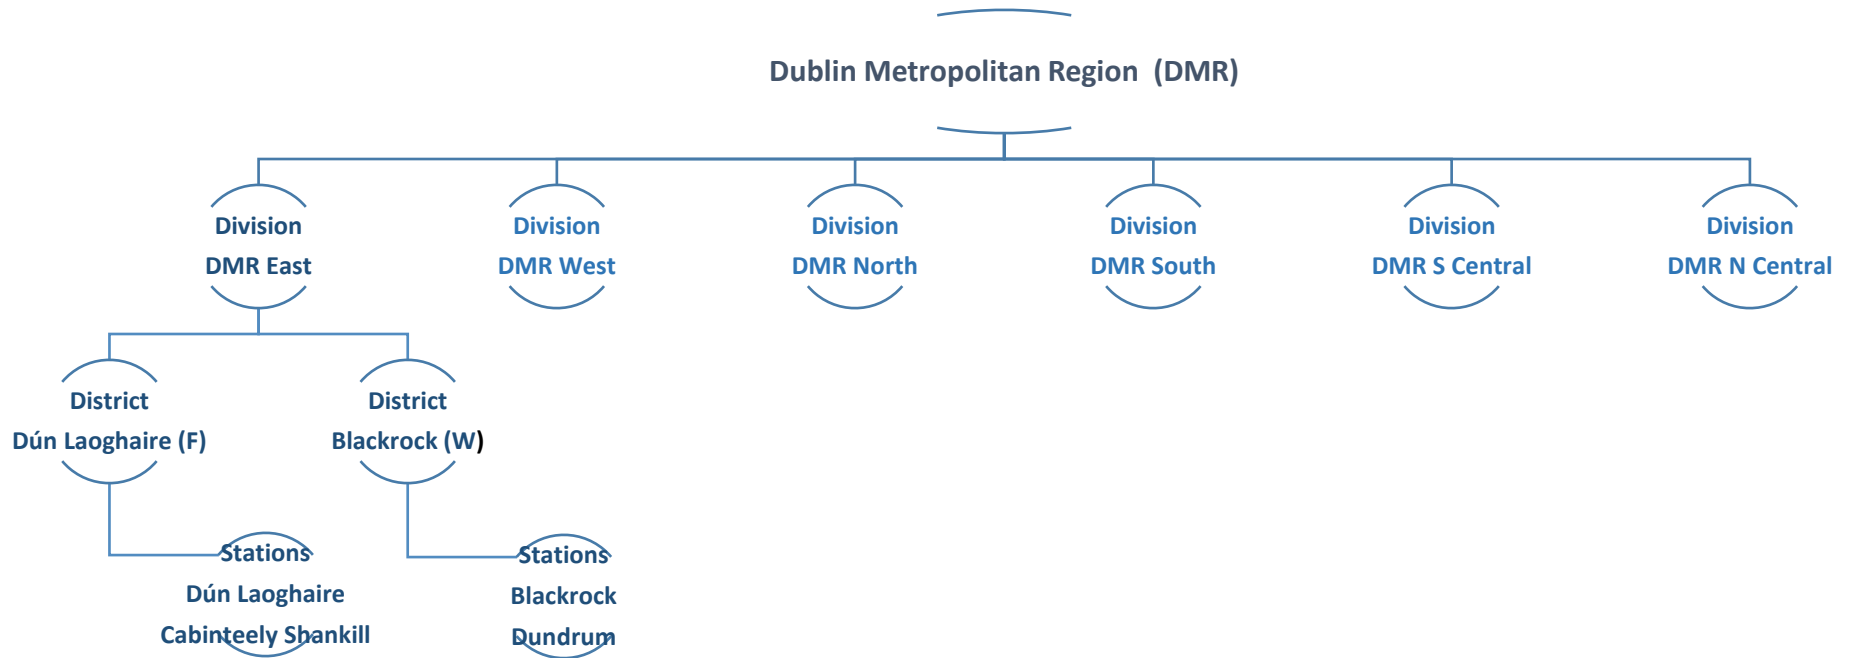 Dublin Metropolitan Region (DMR)
Division
DMR East
Division
DMR West
Division
DMR North
Division
DMR South
Division
DMR S Central
Division
DMR N Central
District
Dún Laoghaire (F)
District
Blackrock (W)
Stations
Dún Laoghaire
Cabinteely Shankill
Stations
Blackrock
Dundrum